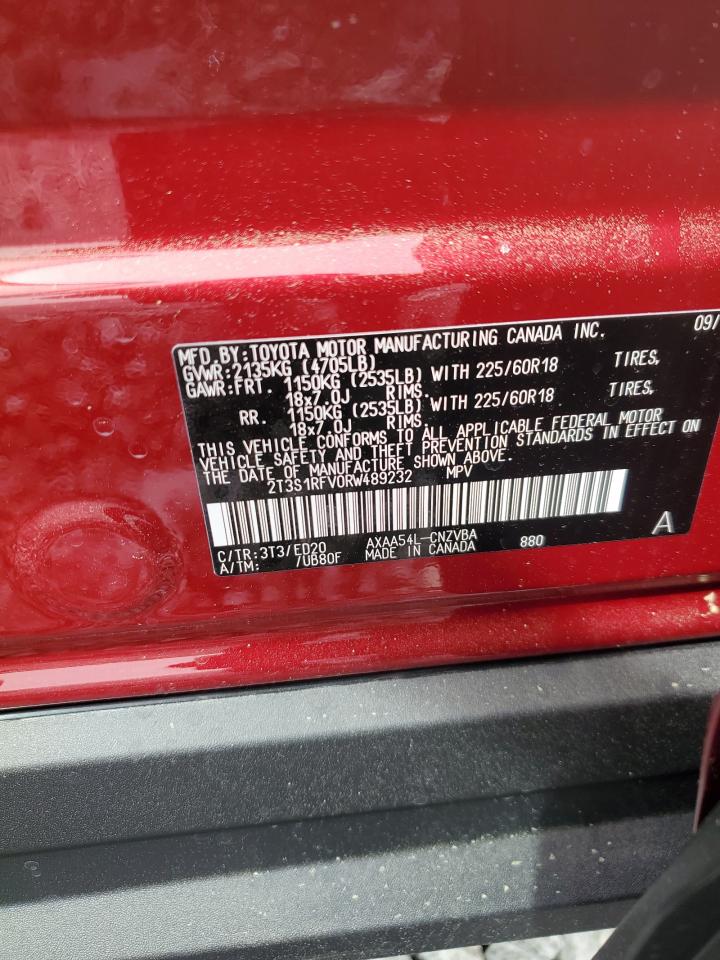 MFD.BY:TOYOTA MOTOR MANUFACTURING CANADA INC. 09/
GVWR:2135KG (4705LB)
GAWR:FRT. 1150KG (2535LB) WITH 225/60R18 TIRES,
18x7.0J RIMS.
RR. 1150KG (2535LB) WITH 225/60R18 TIRES,
18x7.0J RIMS.
THIS VEHICLE CONFORMS TO ALL APPLICABLE FEDERAL MOTOR
VEHICLE SAFETY AND THEFT PREVENTION STANDARDS IN EFFECT ON
THE DATE OF MANUFACTURE SHOWN ABOVE.
2T3S1RFV0RW489232 MPV
C/TR:3T3/ED20 AXAA54L-CNZVBA 880 A
A/TM: 7UB80F MADE IN CANADA